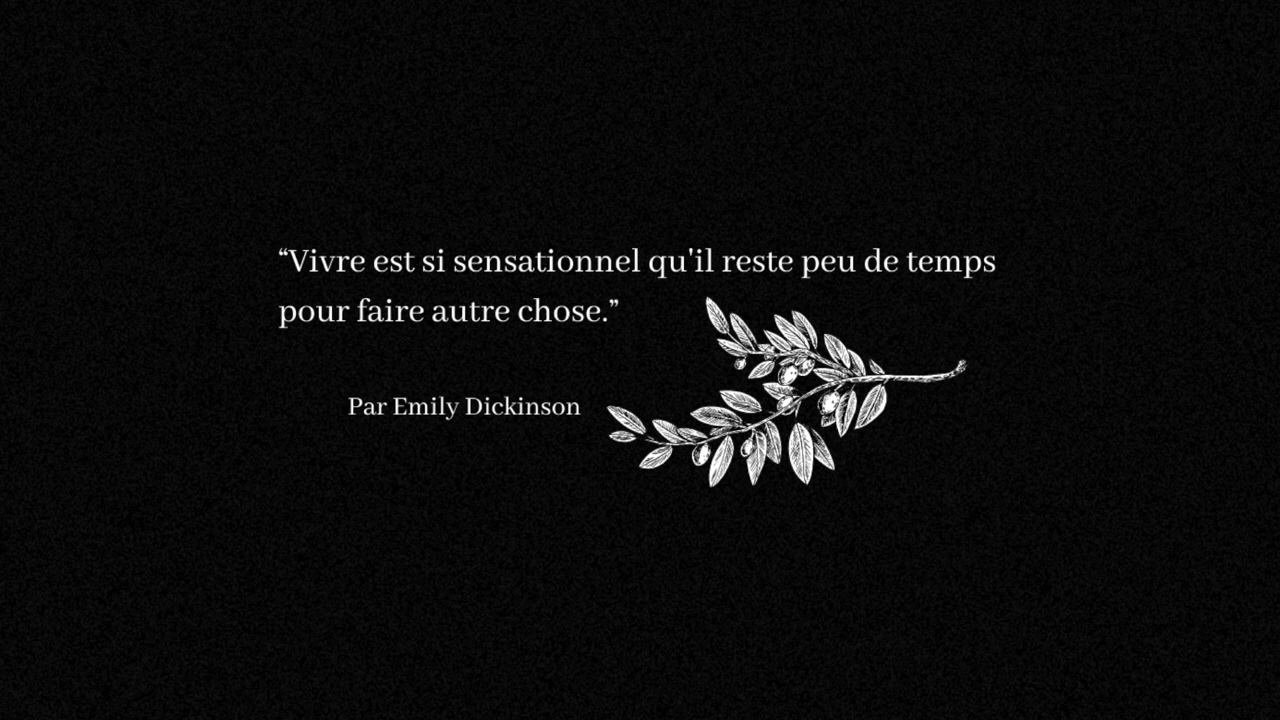 “Vivre est si sensationnel qu'il reste peu de temps
pour faire autre chose.”
Par Emily Dickinson